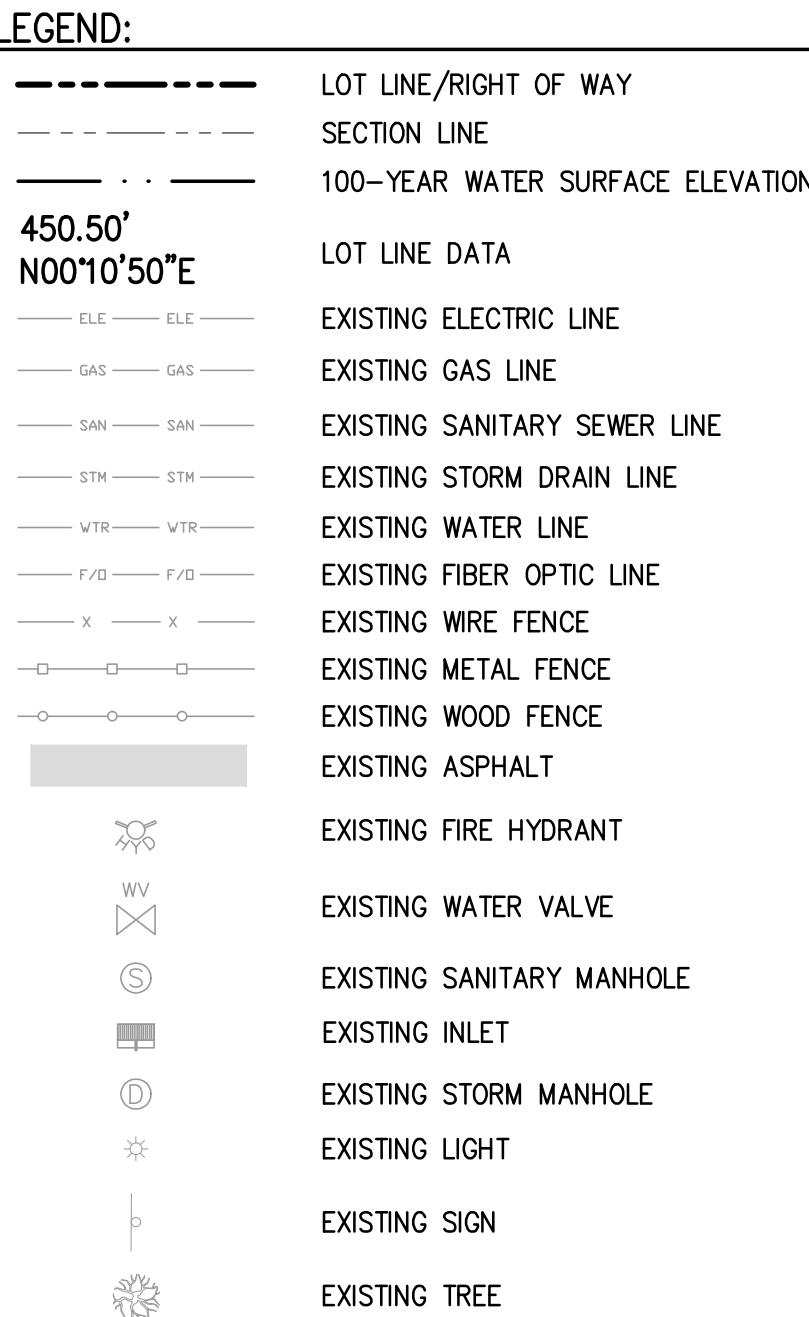 LEGEND:
LOT LINE/RIGHT OF WAY
SECTION LINE
100-YEAR WATER SURFACE ELEVATION
450.50'
N00°10'50"E
LOT LINE DATA
ELE ELE EXISTING ELECTRIC LINE
GAS GAS EXISTING GAS LINE
SAN SAN EXISTING SANITARY SEWER LINE
STM STM EXISTING STORM DRAIN LINE
WTR WTR EXISTING WATER LINE
F/O F/O EXISTING FIBER OPTIC LINE
X X EXISTING WIRE FENCE
EXISTING METAL FENCE
EXISTING WOOD FENCE
EXISTING ASPHALT
HYD EXISTING FIRE HYDRANT
WV
EXISTING WATER VALVE
S EXISTING SANITARY MANHOLE
EXISTING INLET
D EXISTING STORM MANHOLE
EXISTING LIGHT
EXISTING SIGN
EXISTING TREE